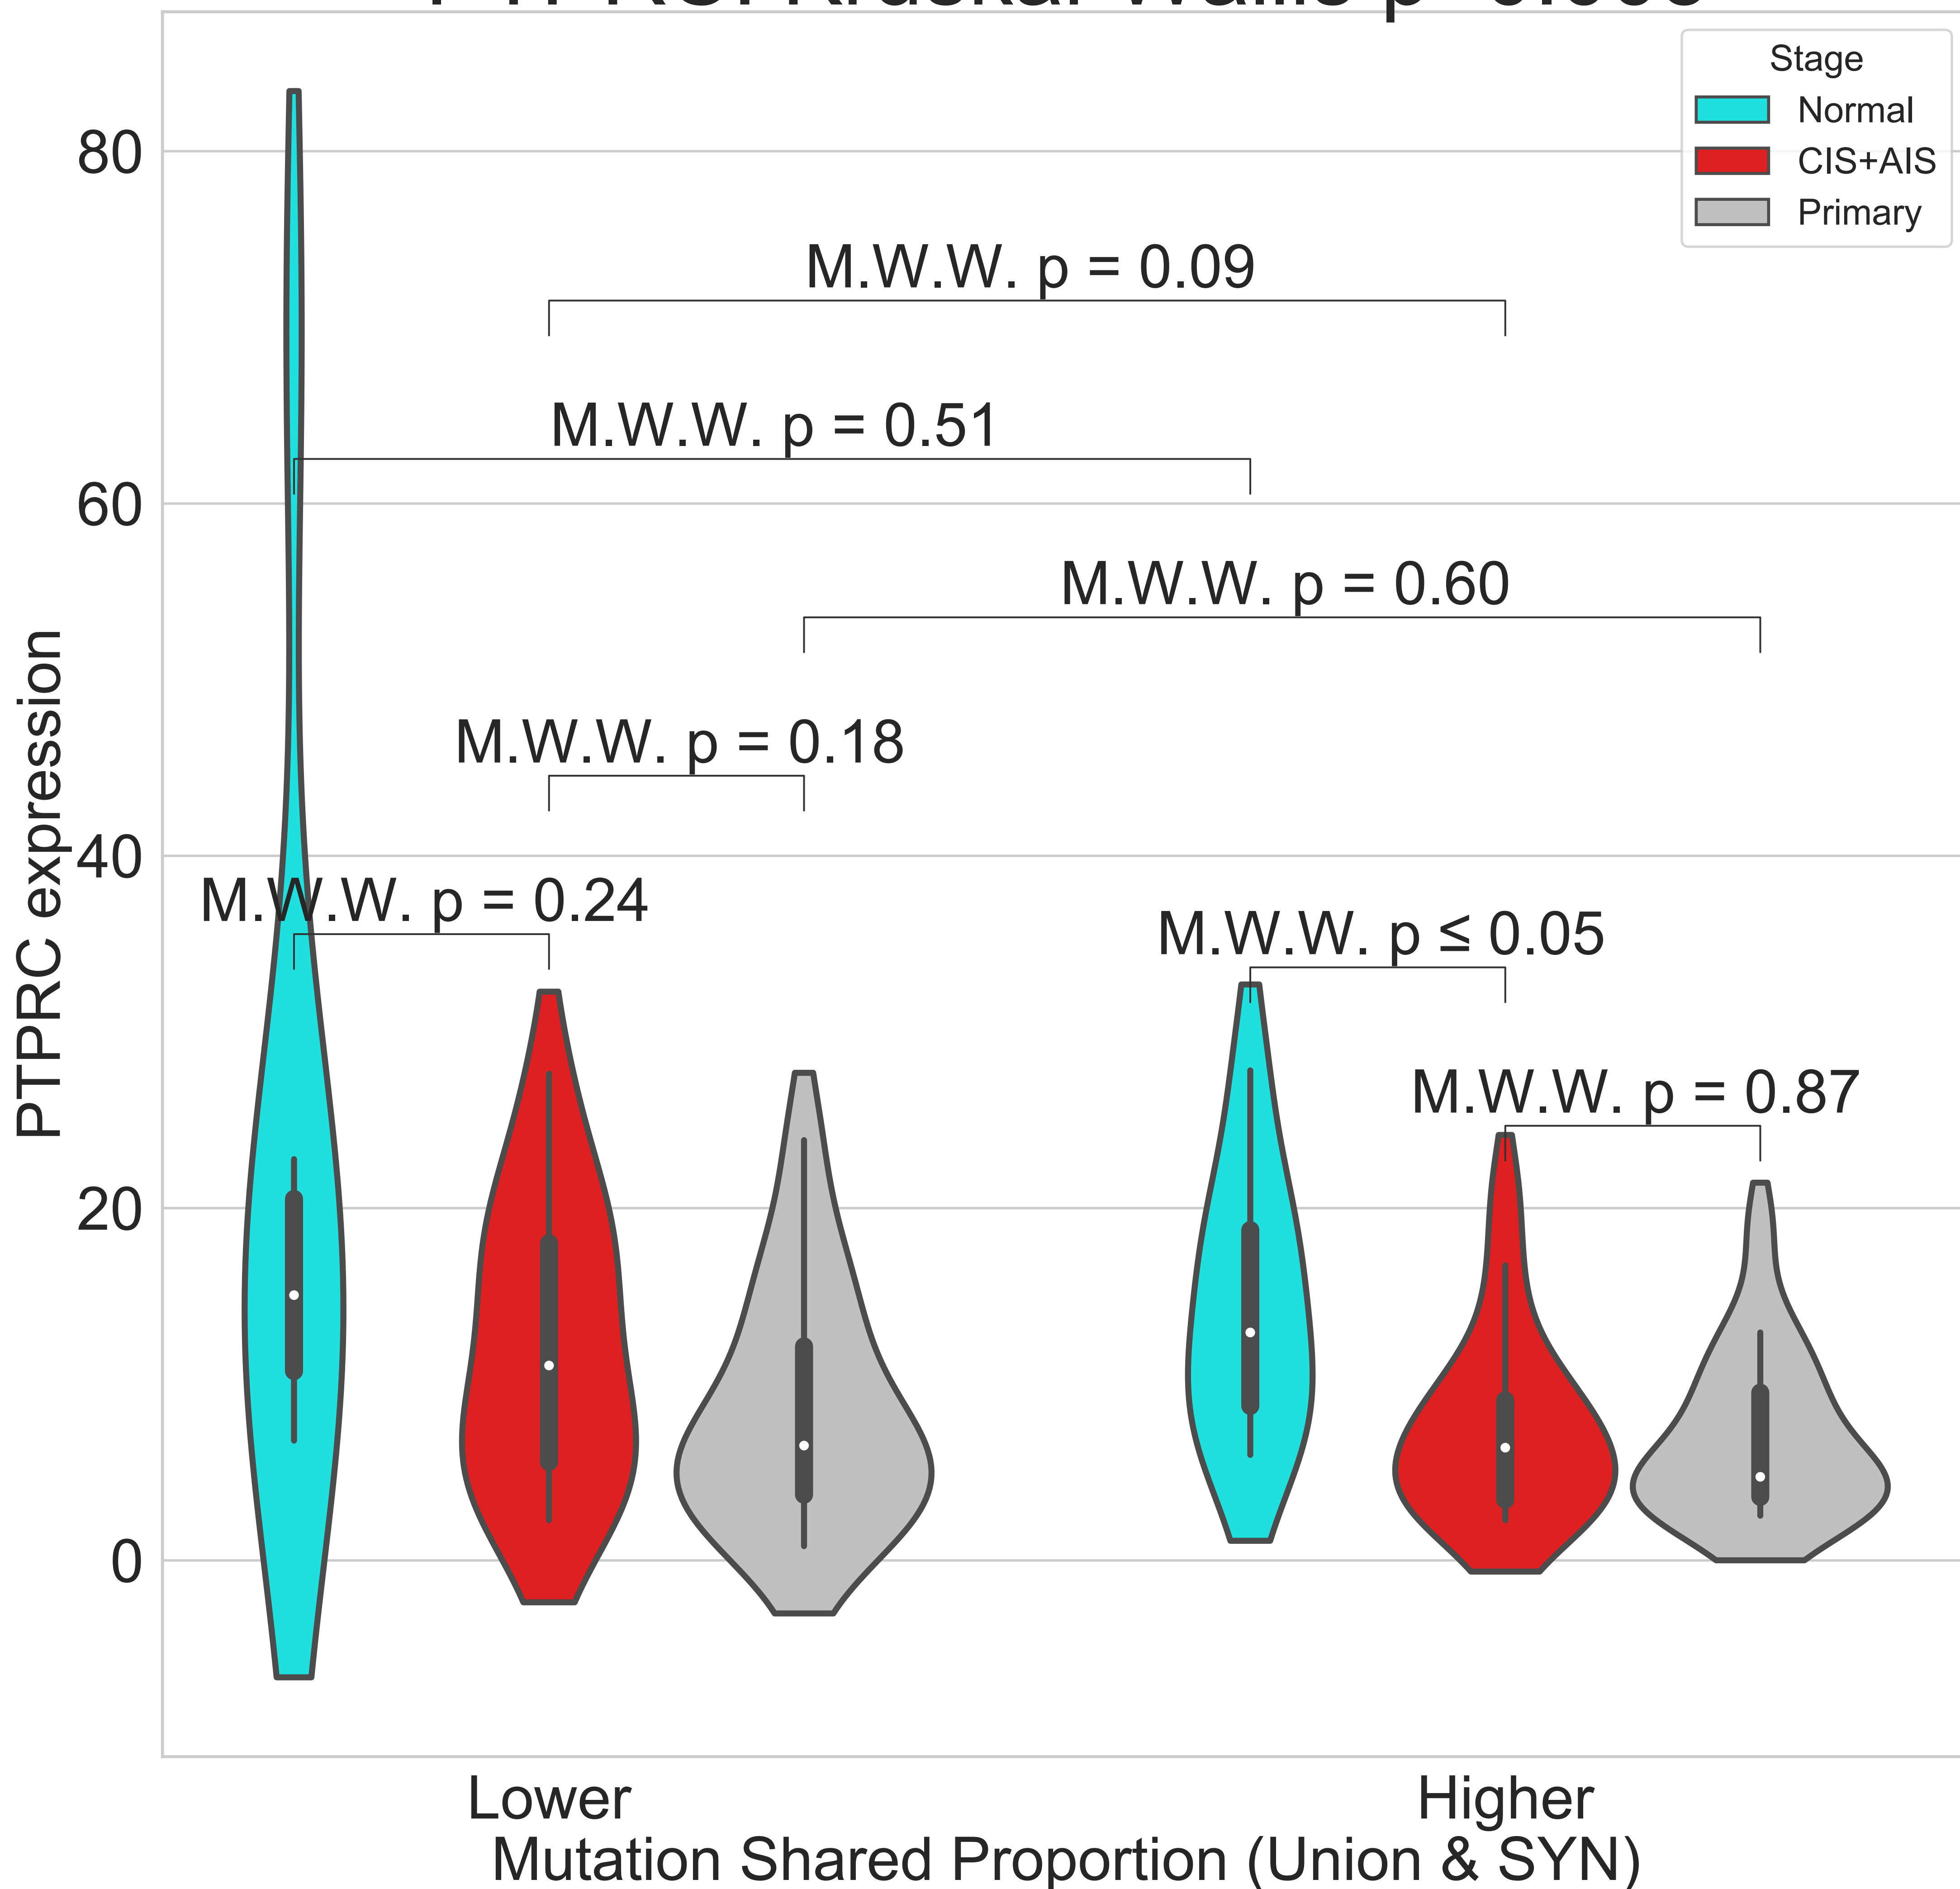 Stage
Normal
CIS+AIS
Primary
80
60
40
20
0
PTPRC expression
M.W.W. p = 0.09
M.W.W. p = 0.51
M.W.W. p = 0.60
M.W.W. p = 0.18
M.W.W. p = 0.24
M.W.W. p ≤ 0.05
M.W.W. p = 0.87
Lower
Higher
Mutation Shared Proportion (Union & SYN)